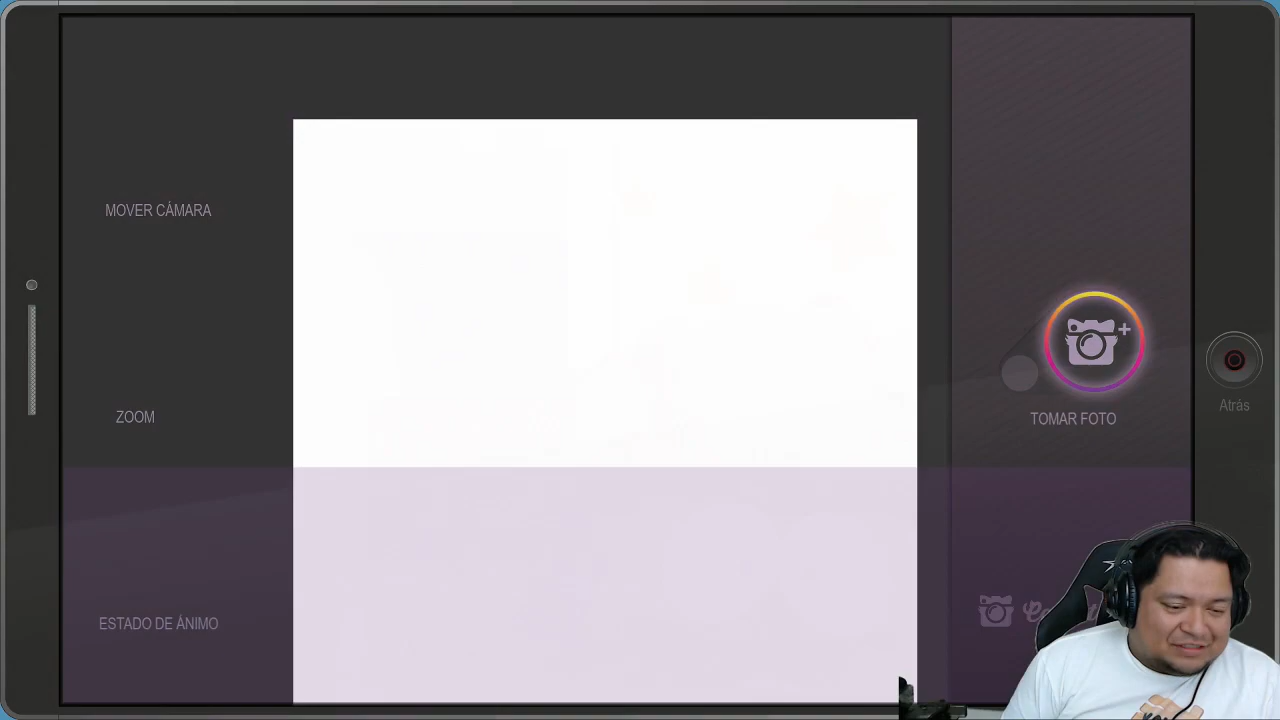 MOVER CÁMARA
ZOOM
TOMAR FOTO
Atrás
ESTADO DE ÁNIMO